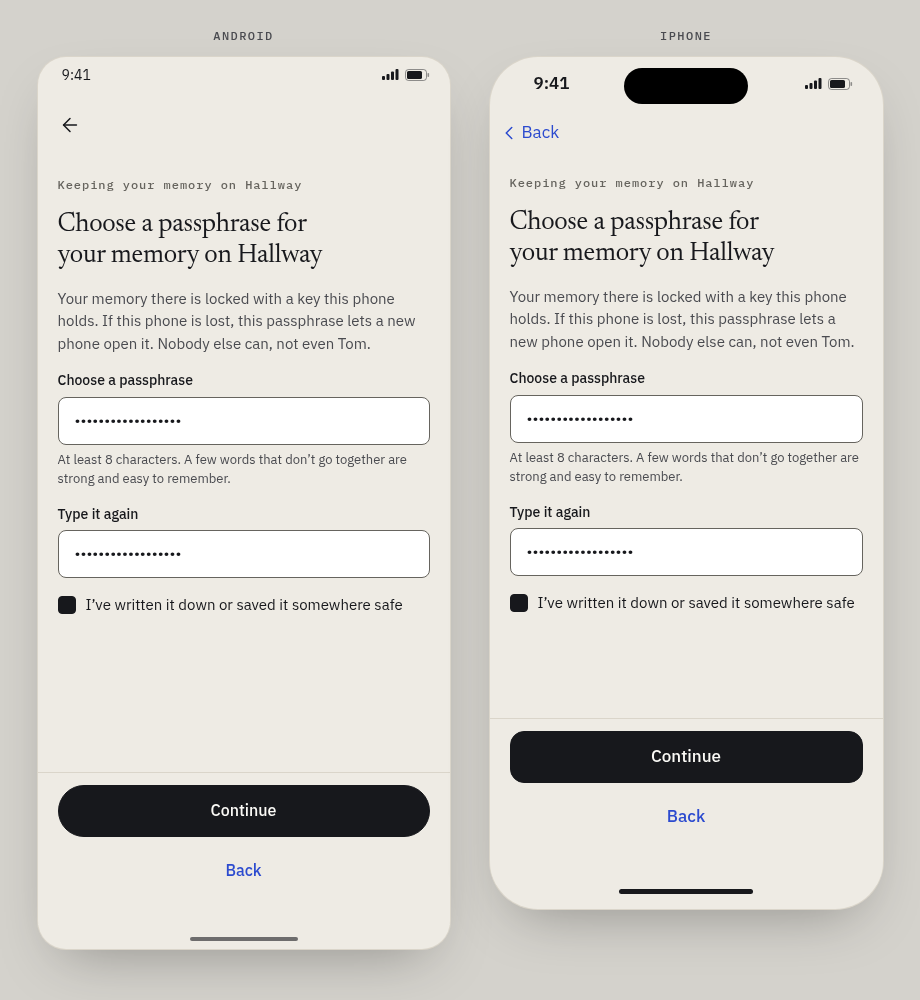 ANDROID
9:41
Keeping your memory on Hallway
Choose a passphrase for
your memory on Hallway
Your memory there is locked with a key this phone
holds. If this phone is lost, this passphrase lets a new
phone open it. Nobody else can, not even Tom.
Choose a passphrase
••••••••••••••••••
At least 8 characters. A few words that don’t go together are
strong and easy to remember.
Type it again
••••••••••••••••••
I’ve written it down or saved it somewhere safe
Continue
Back
IPHONE
9:41
Back
Keeping your memory on Hallway
Choose a passphrase for
your memory on Hallway
Your memory there is locked with a key this phone
holds. If this phone is lost, this passphrase lets a
new phone open it. Nobody else can, not even Tom.
Choose a passphrase
••••••••••••••••••
At least 8 characters. A few words that don’t go together are
strong and easy to remember.
Type it again
••••••••••••••••••
I’ve written it down or saved it somewhere safe
Continue
Back